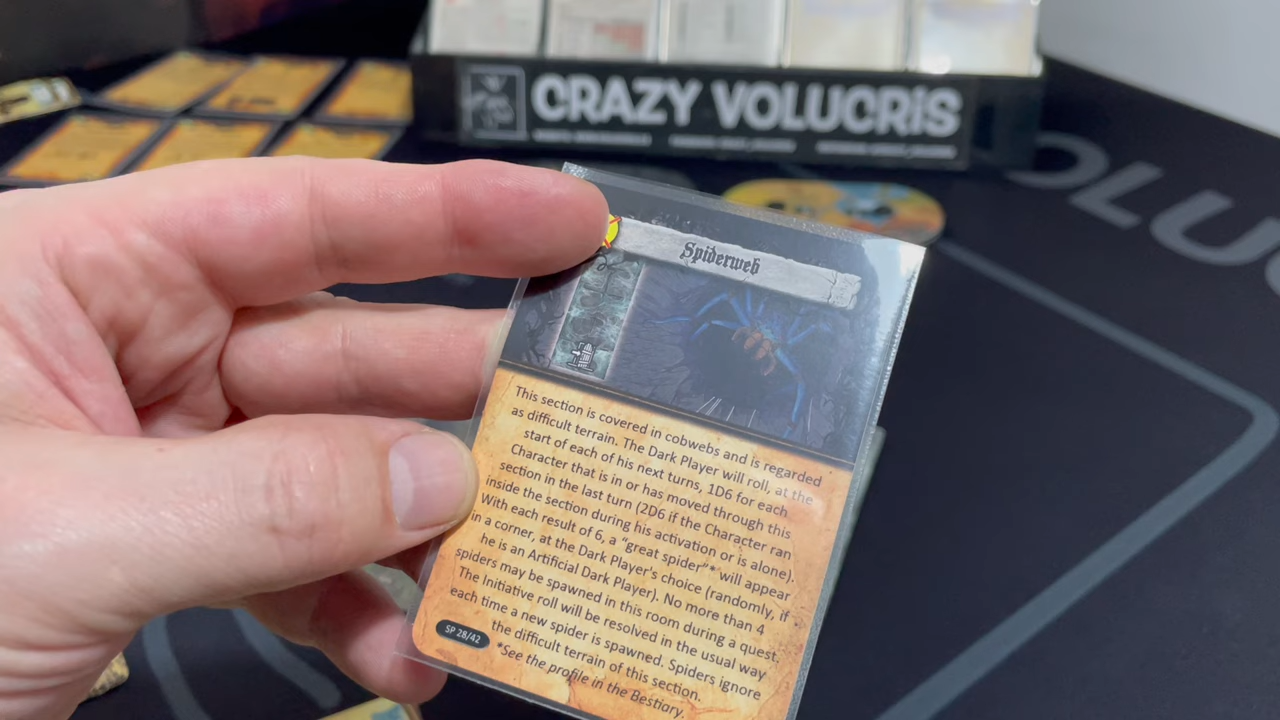 CRAZY VOLUCRIS
OLU
Spiderweb
This section is covered in cobwebs and is regarded
as difficult terrain. The Dark Player will roll, at the
start of each of his next turns, 1D6 for each
Character that is in or has moved through this
section in the last turn (2D6 if the Character ran
inside the section during his activation or is alone).
With each result of 6, a "great spider"* will appear
in a corner, at the Dark Player's choice (randomly, if
he is an Artificial Dark Player). No more than 4
spiders may be spawned in this room during a quest.
The Initiative roll will be resolved in the usual way
each time a new spider is spawned. Spiders ignore
the difficult terrain of this section.
*See the profile in the Bestiary.
SP 28/42